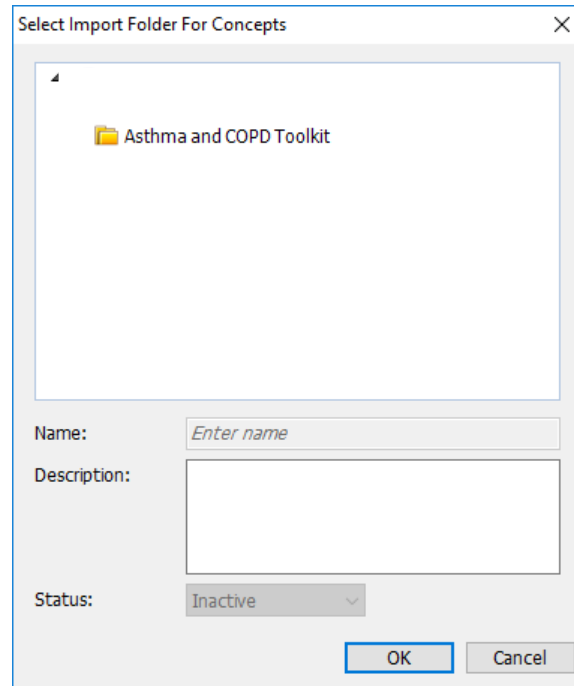 Select Import Folder For Concepts
Asthma and COPD Toolkit
Name: Enter name
Description:
Status: Inactive
OK Cancel